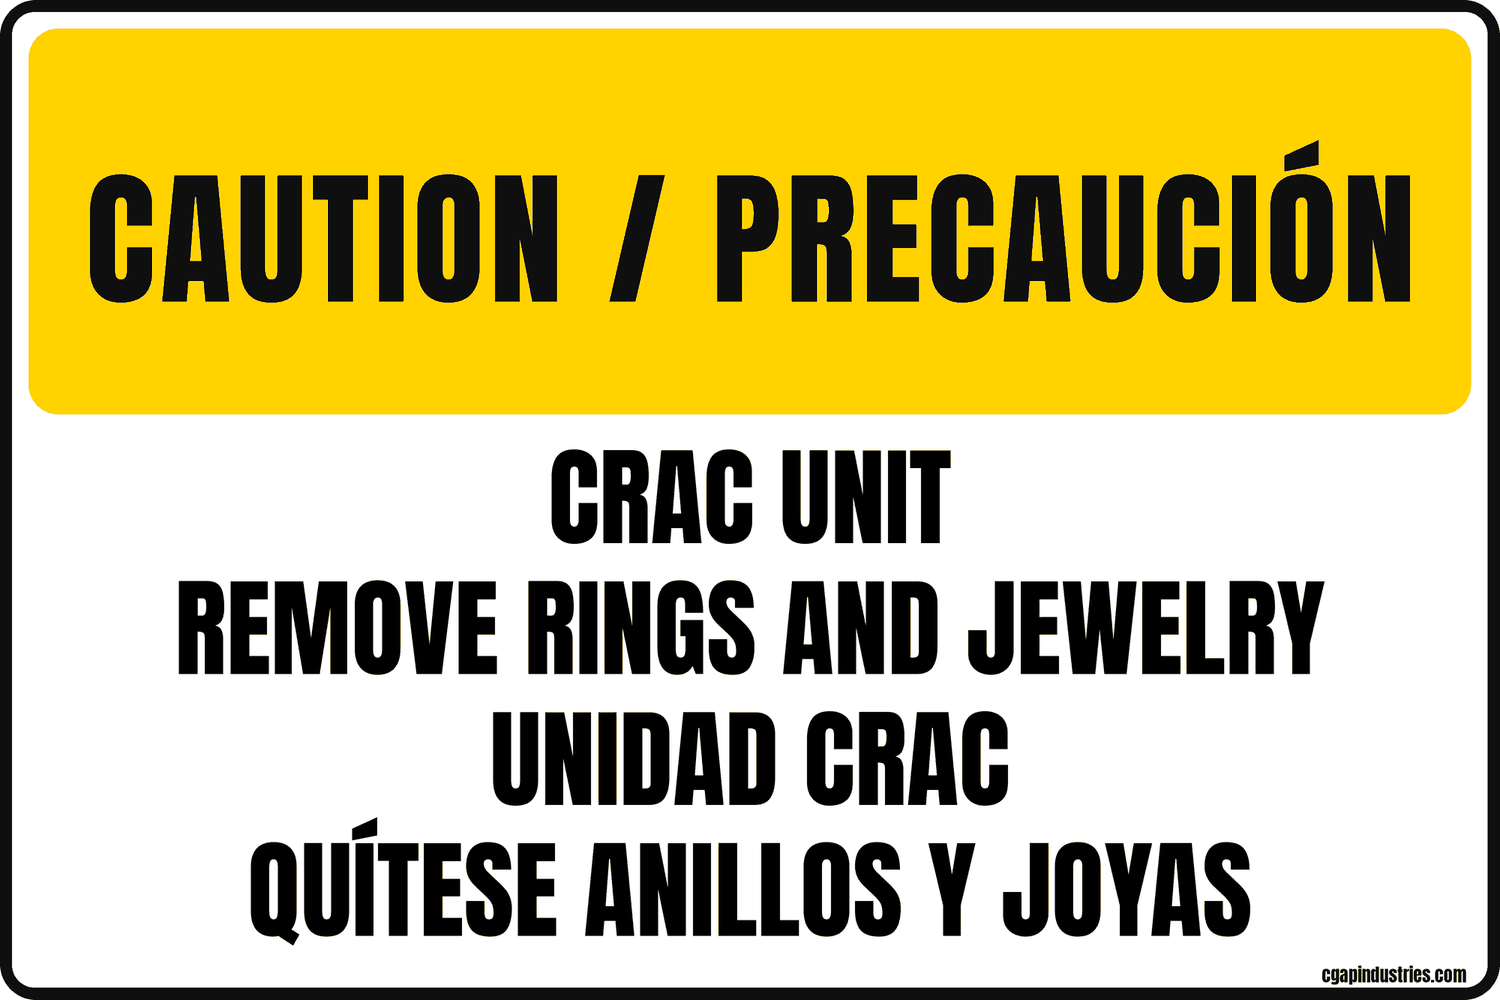 CAUTION / PRECAUCIÓN
CRAC UNIT
REMOVE RINGS AND JEWELRY
UNIDAD CRAC
QUÍTESE ANILLOS Y JOYAS
cgapindustries.com